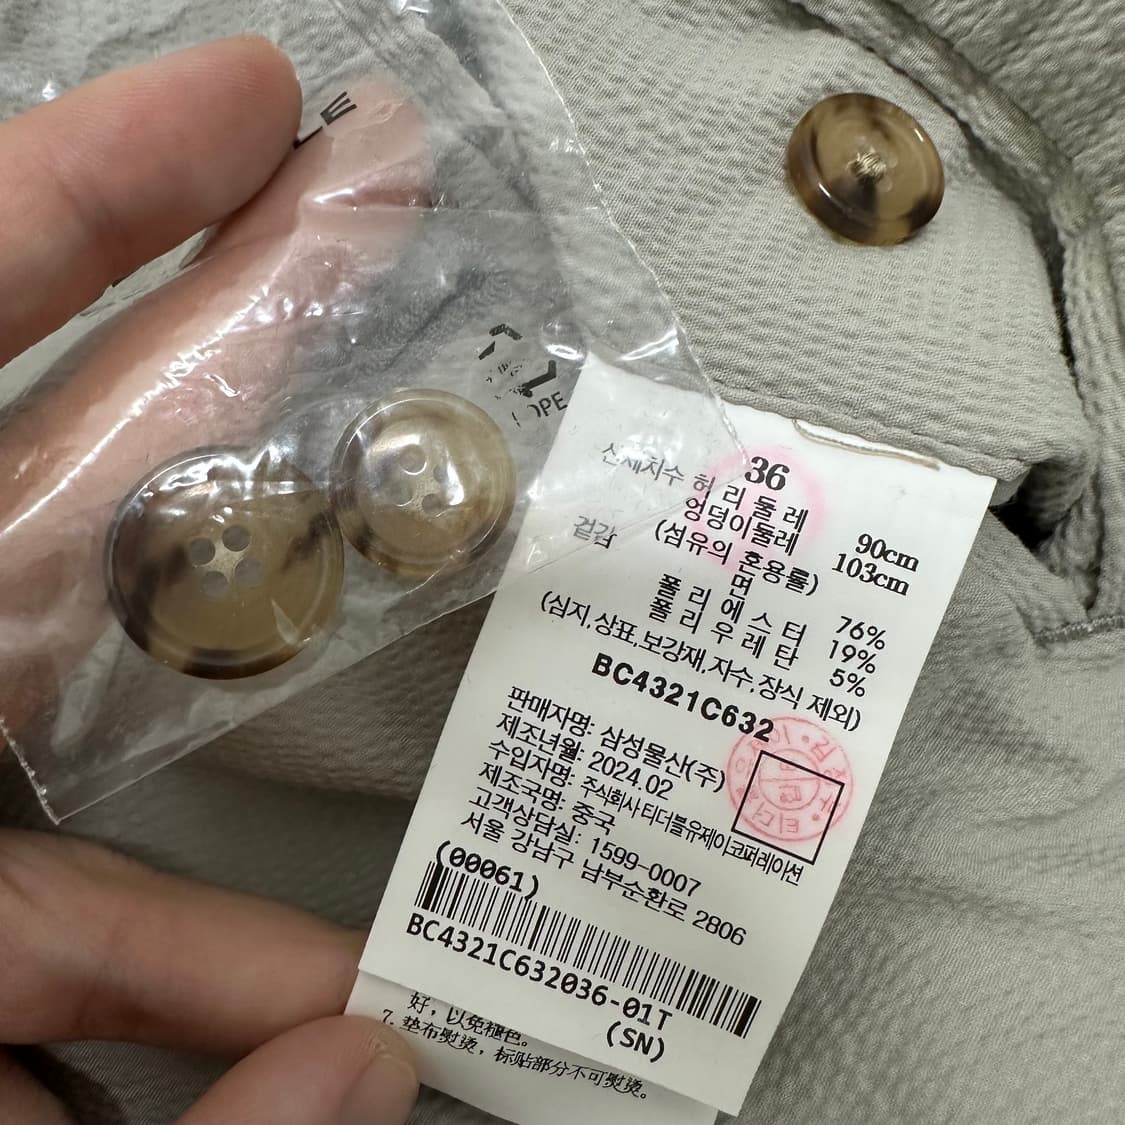 36
신체치수 허리둘레 90cm
엉덩이둘레 103cm
겉감 (섬유의 혼용률)
면 76%
폴리에스터 19%
폴리우레탄 5%
(심지,상표,보강재,자수,장식 제외)
BC4321C632
판매자명: 삼성물산(주)
제조년월: 2024.02
수입자명: 주식회사 티더블유제이코퍼레이션
제조국명: 중국
고객상담실: 1599-0007
서울 강남구 남부순환로 2806
(00061)
BC4321C632036-01T
(SN)
好，以免褪色。
7. 垫布熨烫，标贴部分不可熨烫。